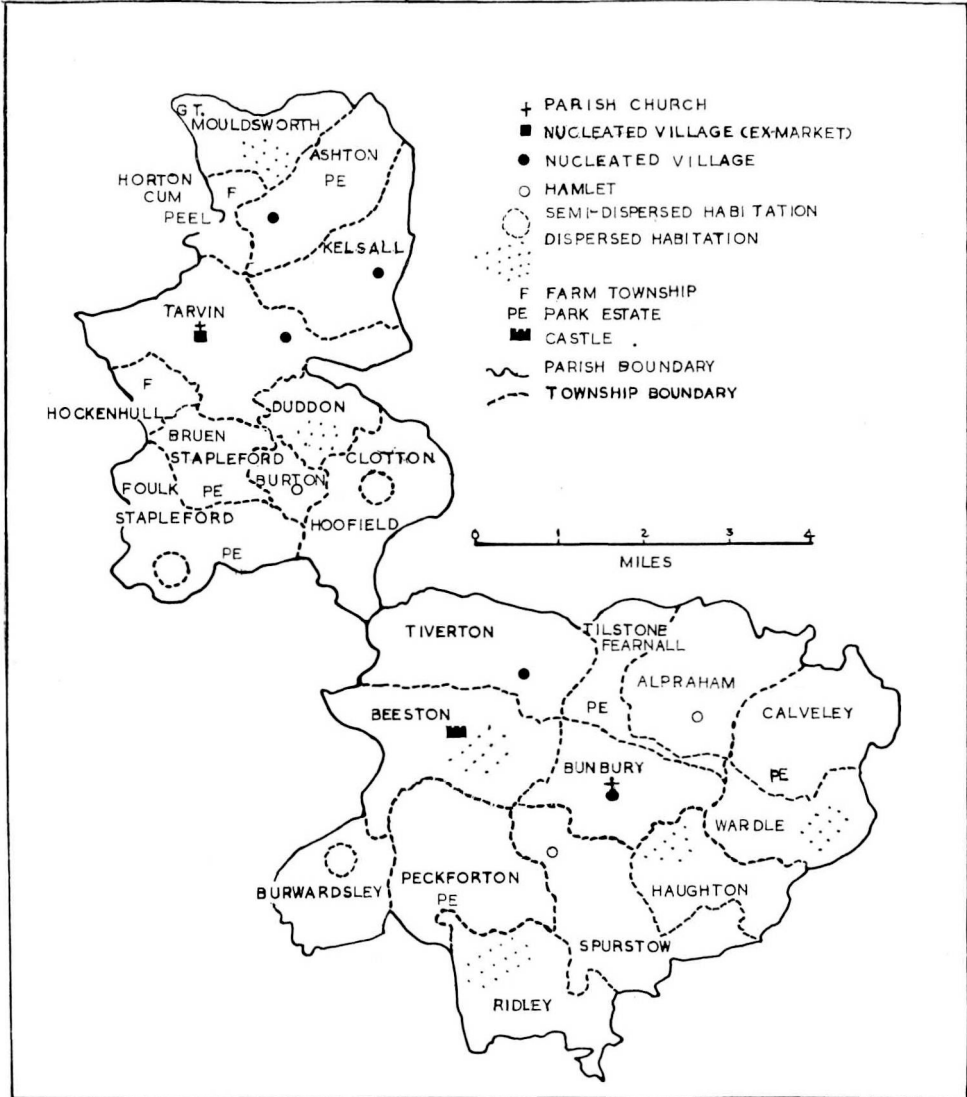 GT.
MOULDSWORTH
ASHTON
PE
HORTON
CUM
PEEL
F
KELSALL
TARVIN
F
HOCKENHULL
DUDDON
BRUEN
STAPLEFORD
CLOTTON
BURTON
FOULK
PE
STAPLEFORD
HOOFIELD
PE
PARISH CHURCH
NUCLEATED VILLAGE (EX-MARKET)
NUCLEATED VILLAGE
HAMLET
SEMI-DISPERSED HABITATION
DISPERSED HABITATION
F FARM TOWNSHIP
PE PARK ESTATE
CASTLE .
PARISH BOUNDARY
TOWNSHIP BOUNDARY
0 1 2 3 4
MILES
TIVERTON
TILSTONE
FEARNALL
ALPRAHAM
PE
BEESTON
CALVELEY
BUNBURY
PE
WARDLE
PECKFORTON
BURWARDSLEY
PE
HAUGHTON
SPURSTOW
RIDLEY